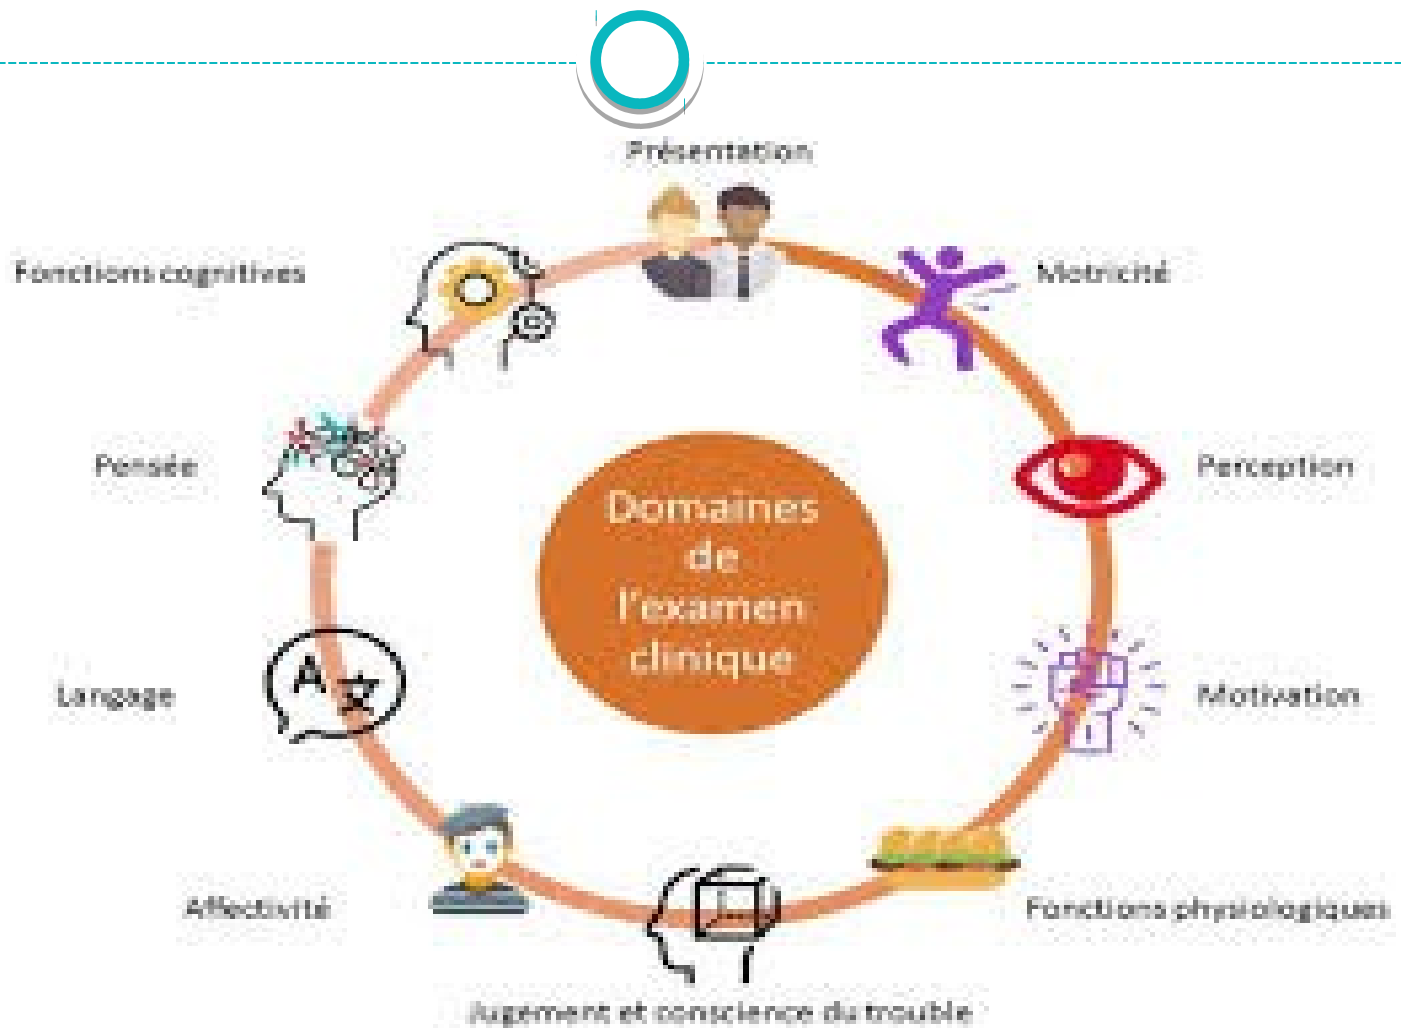 Présentation
Fonctions cognitives
Motricité
Pensée
Perception
Domaines
de
l'examen
clinique
Langage
A
Motivation
Affectivité
Fonctions physiologiques
Jugement et conscience du trouble